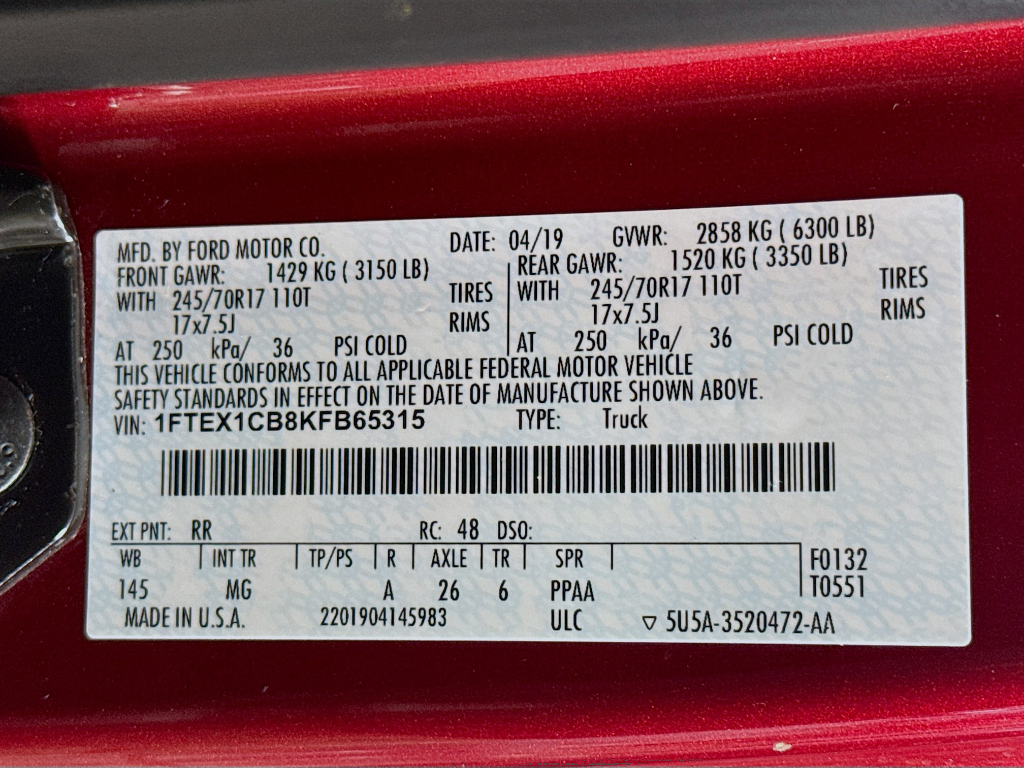 MFD. BY FORD MOTOR CO. DATE: 04/19 GVWR: 2858 KG ( 6300 LB)
FRONT GAWR: 1429 KG ( 3150 LB) REAR GAWR: 1520 KG ( 3350 LB)
WITH 245/70R17 110T TIRES WITH 245/70R17 110T TIRES
17x7.5J RIMS 17x7.5J RIMS
AT 250 kPa/ 36 PSI COLD AT 250 kPa/ 36 PSI COLD
THIS VEHICLE CONFORMS TO ALL APPLICABLE FEDERAL MOTOR VEHICLE
SAFETY STANDARDS IN EFFECT ON THE DATE OF MANUFACTURE SHOWN ABOVE.
VIN: 1FTEX1CB8KFB65315 TYPE: Truck
EXT PNT: RR RC: 48 DSO:
WB INT TR TP/PS R AXLE TR SPR F0132
145 MG A 26 6 PPAA T0551
MADE IN U.S.A. 2201904145983 ULC ▽ 5U5A-3520472-AA